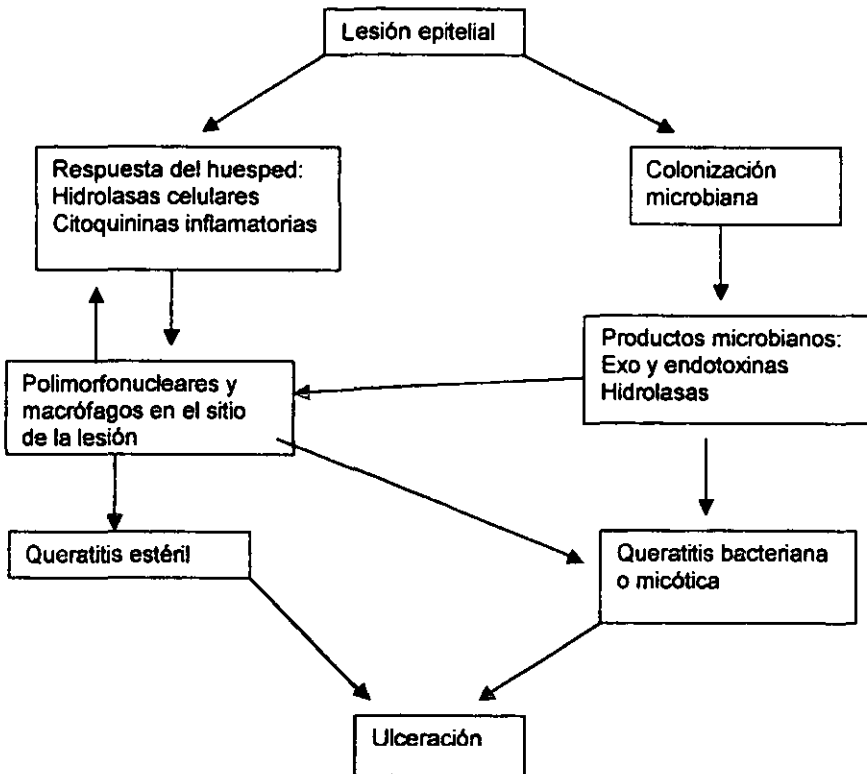 Lesión epitelial
Respuesta del huesped:
Hidrolasas celulares
Citoquininas inflamatorias
Colonización
microbiana
Productos microbianos:
Exo y endotoxinas
Hidrolasas
Polimorfonucleares y
macrófagos en el sitio
de la lesión
Queratitis estéril
Queratitis bacteriana
o micótica
Ulceración